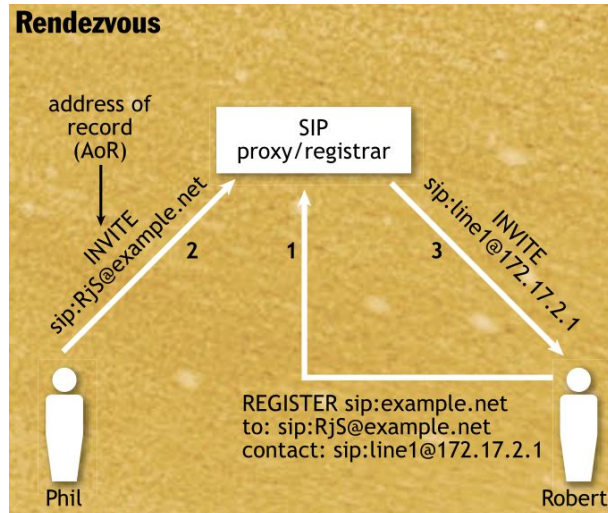 Rendezvous
address of
record
(AoR)
SIP
proxy/registrar
INVITE
sip:RjS@example.net
2
1
3
INVITE
sip:line1@172.17.2.1
REGISTER sip:example.net
to: sip:RjS@example.net
contact: sip:line1@172.17.2.1
Phil
Robert